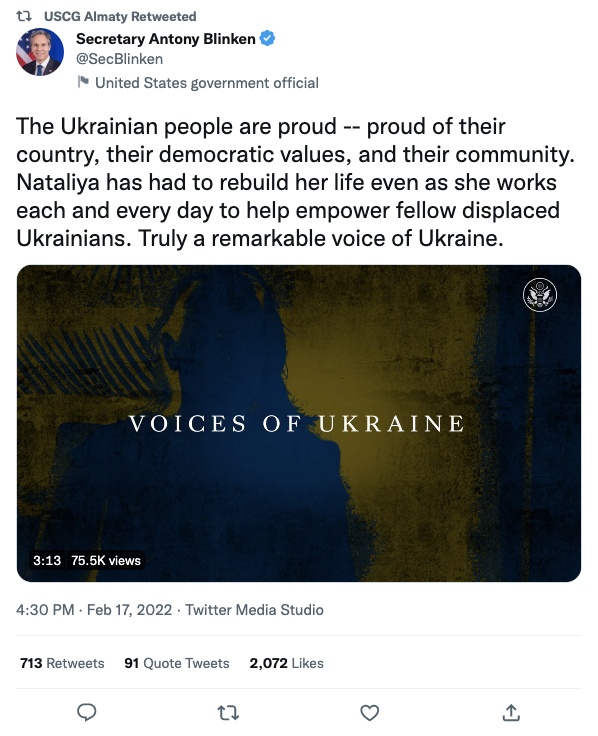 USCG Almaty Retweeted
Secretary Antony Blinken
@SecBlinken
United States government official
The Ukrainian people are proud -- proud of their
country, their democratic values, and their community.
Nataliya has had to rebuild her life even as she works
each and every day to help empower fellow displaced
Ukrainians. Truly a remarkable voice of Ukraine.
VOICES OF UKRAINE
3:13 75.5K views
4:30 PM · Feb 17, 2022 · Twitter Media Studio
713 Retweets 91 Quote Tweets 2,072 Likes